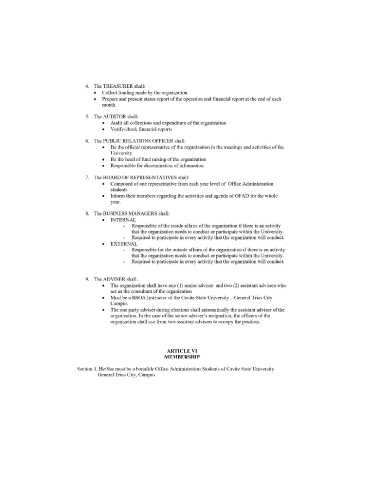 4. The TREASURER shall:
• Collect funding made by the organization
• Prepare and present status report of the operation and financial report at the end of each
month
5. The AUDITOR shall:
• Audit all collections and expenditure of the organization
• Verify/check financial reports
6. The PUBLIC RELATIONS OFFICER shall:
• Be the official representative of the organization in the meetings and activities of the
University
• Be the head of fund raising of the organization
• Responsible for dissemination of information.
7. The BOARD OF REPRESENTATIVES shall:
• Composed of one representative from each year level of Office Administration
students
• Inform their members regarding the activities and agenda of OFAD for the whole
year.
8. The BUSINESS MANAGERS shall:
• INTERNAL
- Responsible of the inside affairs of the organization if there is an activity
that the organization needs to conduct or participate within the University.
- Required to participate in every activity that the organization will conduct.
• EXTERNAL
- Responsible for the outside affairs of the organization if there is an activity
that the organization needs to conduct or participate within the University.
- Required to participate in every activity that the organization will conduct.
9. The ADVISER shall:
• The organization shall have one (1) senior adviser and two (2) assistant advisers who
act as the consultant of the organization
• Must be a BSOA Instructor of the Cavite State University - General Trias City
Campus
• The one party adviser during elections shall automatically the assistant adviser of the
organization. In the case of the senior adviser's resignation, the officers of the
organization shall use from two assistant advisers to occupy the position.
ARTICLE VI
MEMBERSHIP
Section 1. He/She must be a bonafide Office Administration Students of Cavite State University
General Trias City, Campus